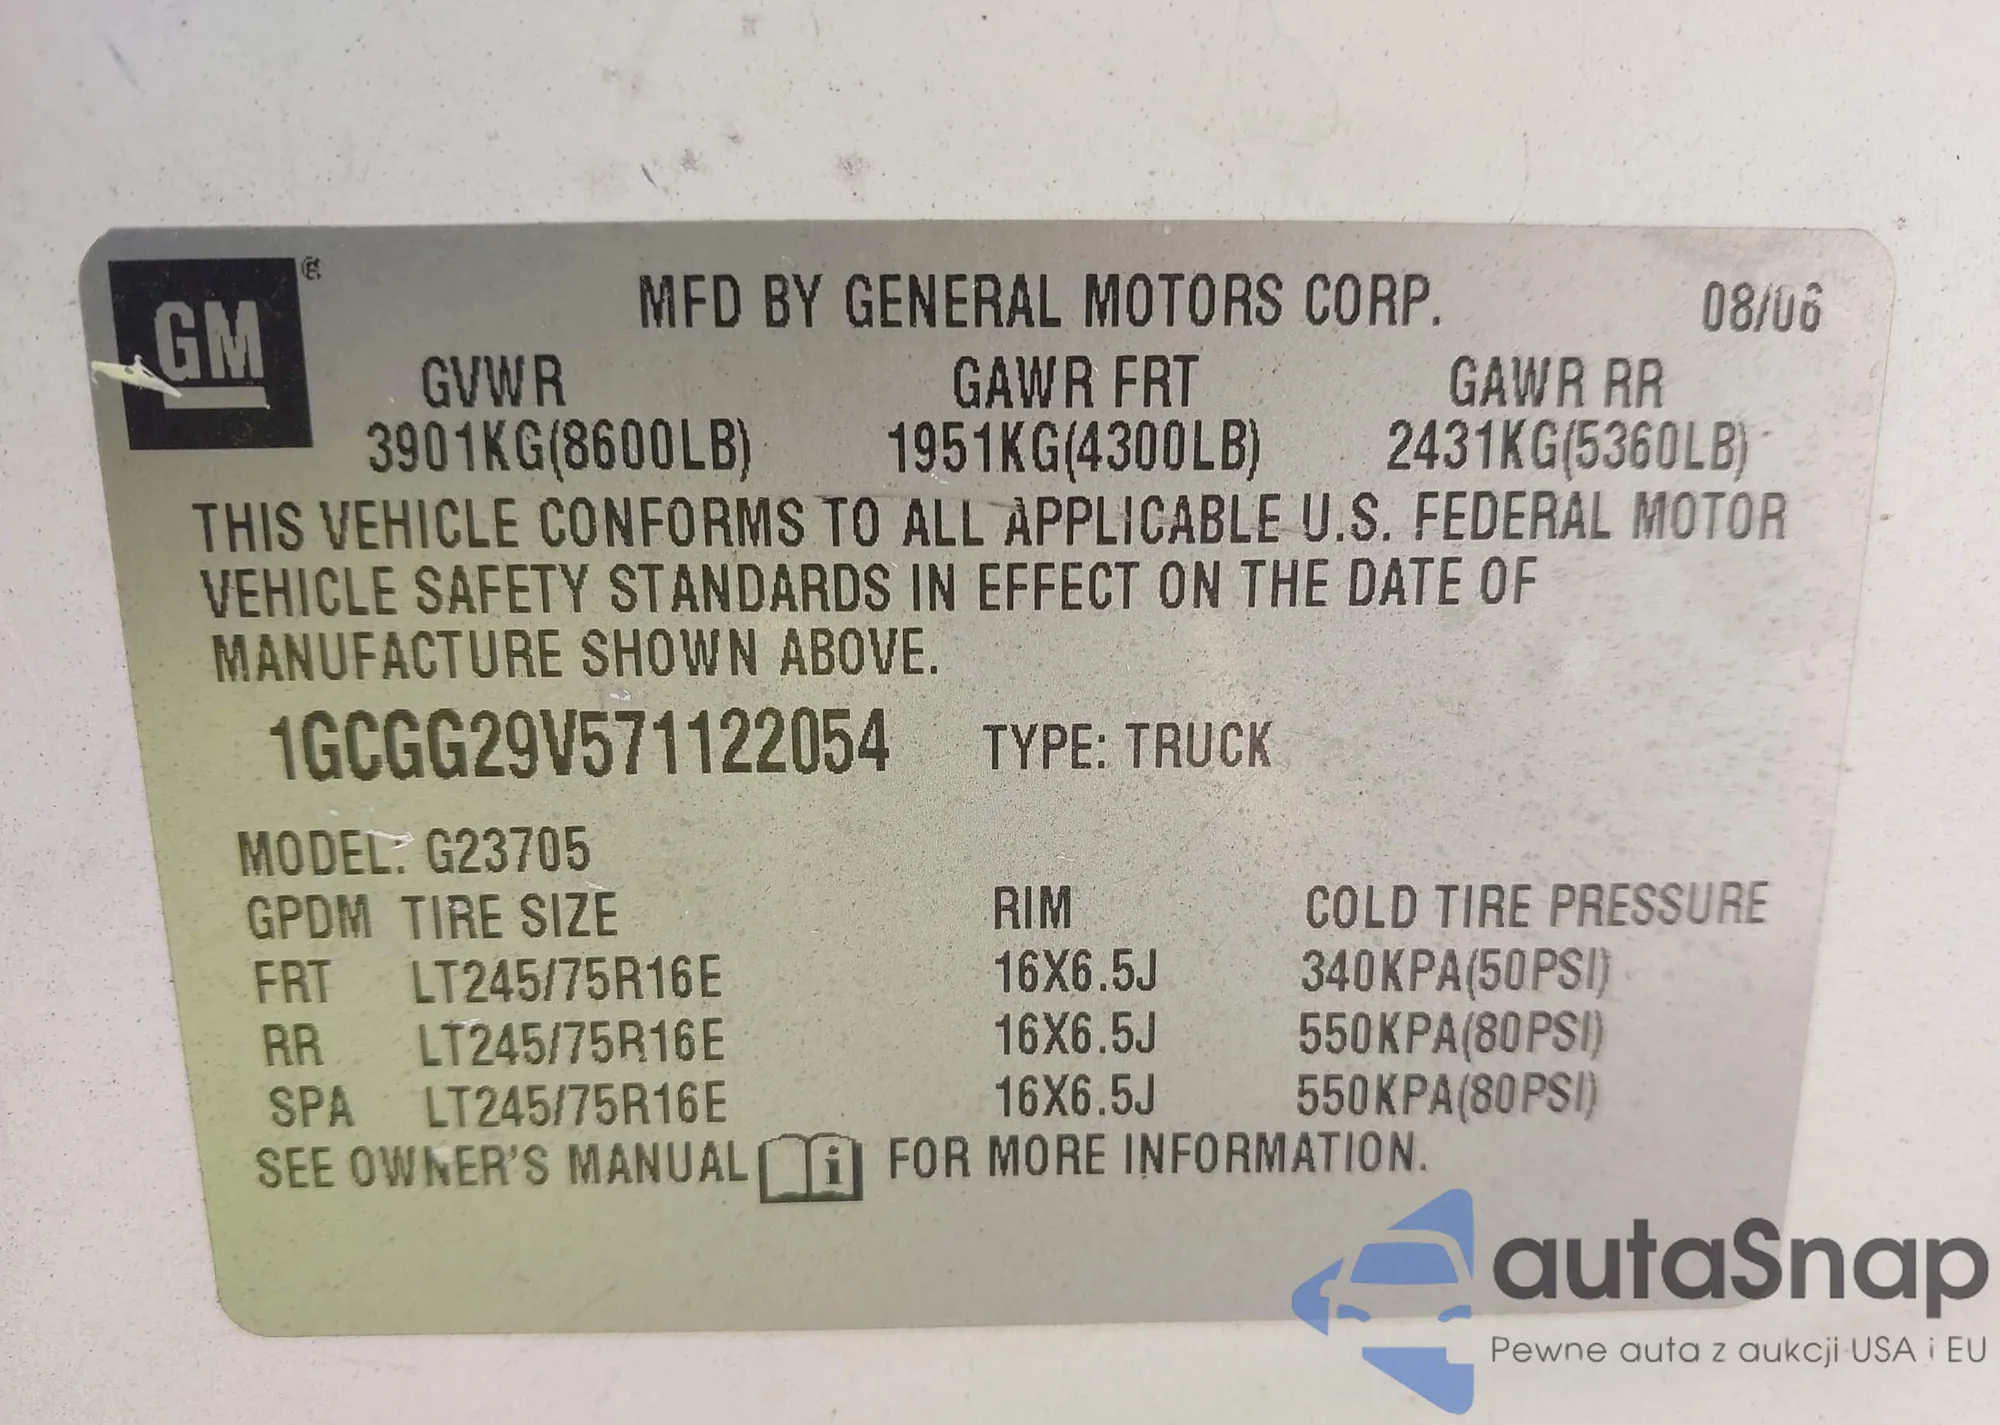 GM ®
MFD BY GENERAL MOTORS CORP. 08/06
GVWR GAWR FRT GAWR RR
3901KG(8600LB) 1951KG(4300LB) 2431KG(5360LB)
THIS VEHICLE CONFORMS TO ALL APPLICABLE U.S. FEDERAL MOTOR
VEHICLE SAFETY STANDARDS IN EFFECT ON THE DATE OF
MANUFACTURE SHOWN ABOVE.
1GCGG29V571122054 TYPE: TRUCK
MODEL: G23705
GPDM TIRE SIZE RIM COLD TIRE PRESSURE
FRT LT245/75R16E 16X6.5J 340KPA(50PSI)
RR LT245/75R16E 16X6.5J 550KPA(80PSI)
SPA LT245/75R16E 16X6.5J 550KPA(80PSI)
SEE OWNER'S MANUAL i FOR MORE INFORMATION.
autaSnap
Pewne auta z aukcji USA i EU